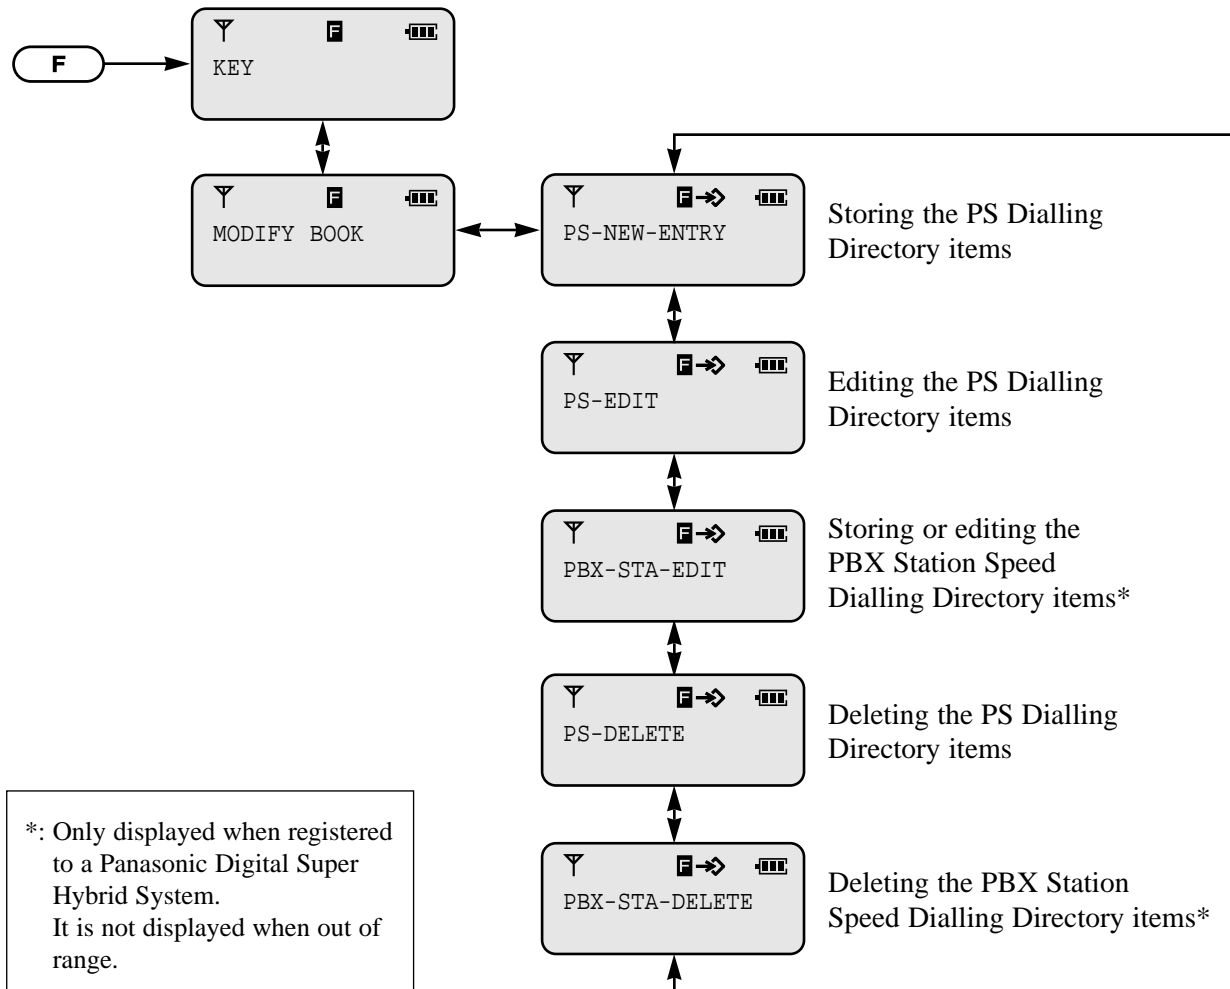 F
KEY
F
F
MODIFY BOOK
F
PS-NEW-ENTRY
Storing the PS Dialling
Directory items
F
PS-EDIT
Editing the PS Dialling
Directory items
F
PBX-STA-EDIT
Storing or editing the
PBX Station Speed
Dialling Directory items*
F
PS-DELETE
Deleting the PS Dialling
Directory items
F
PBX-STA-DELETE
Deleting the PBX Station
Speed Dialling Directory items*
*: Only displayed when registered
to a Panasonic Digital Super
Hybrid System.
It is not displayed when out of
range.